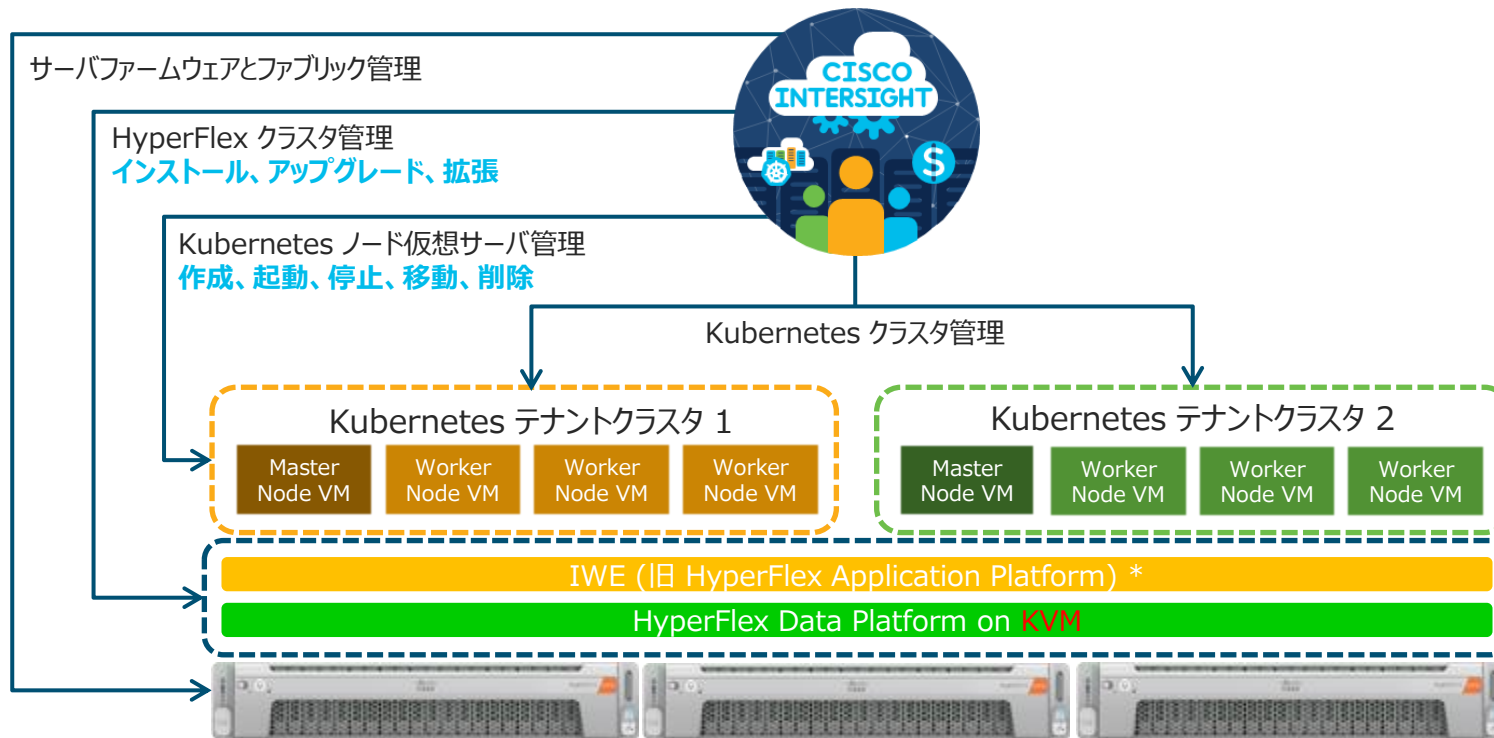 サーバファームウェアとファブリック管理
CISCO
INTERSIGHT
$
HyperFlex クラスタ管理
インストール、アップグレード、拡張
Kubernetes ノード仮想サーバ管理
作成、起動、停止、移動、削除
Kubernetes クラスタ管理
Kubernetes テナントクラスタ 1
Master
Node VM
Worker
Node VM
Worker
Node VM
Worker
Node VM
Kubernetes テナントクラスタ 2
Master
Node VM
Worker
Node VM
Worker
Node VM
Worker
Node VM
IWE (旧 HyperFlex Application Platform) *
HyperFlex Data Platform on KVM